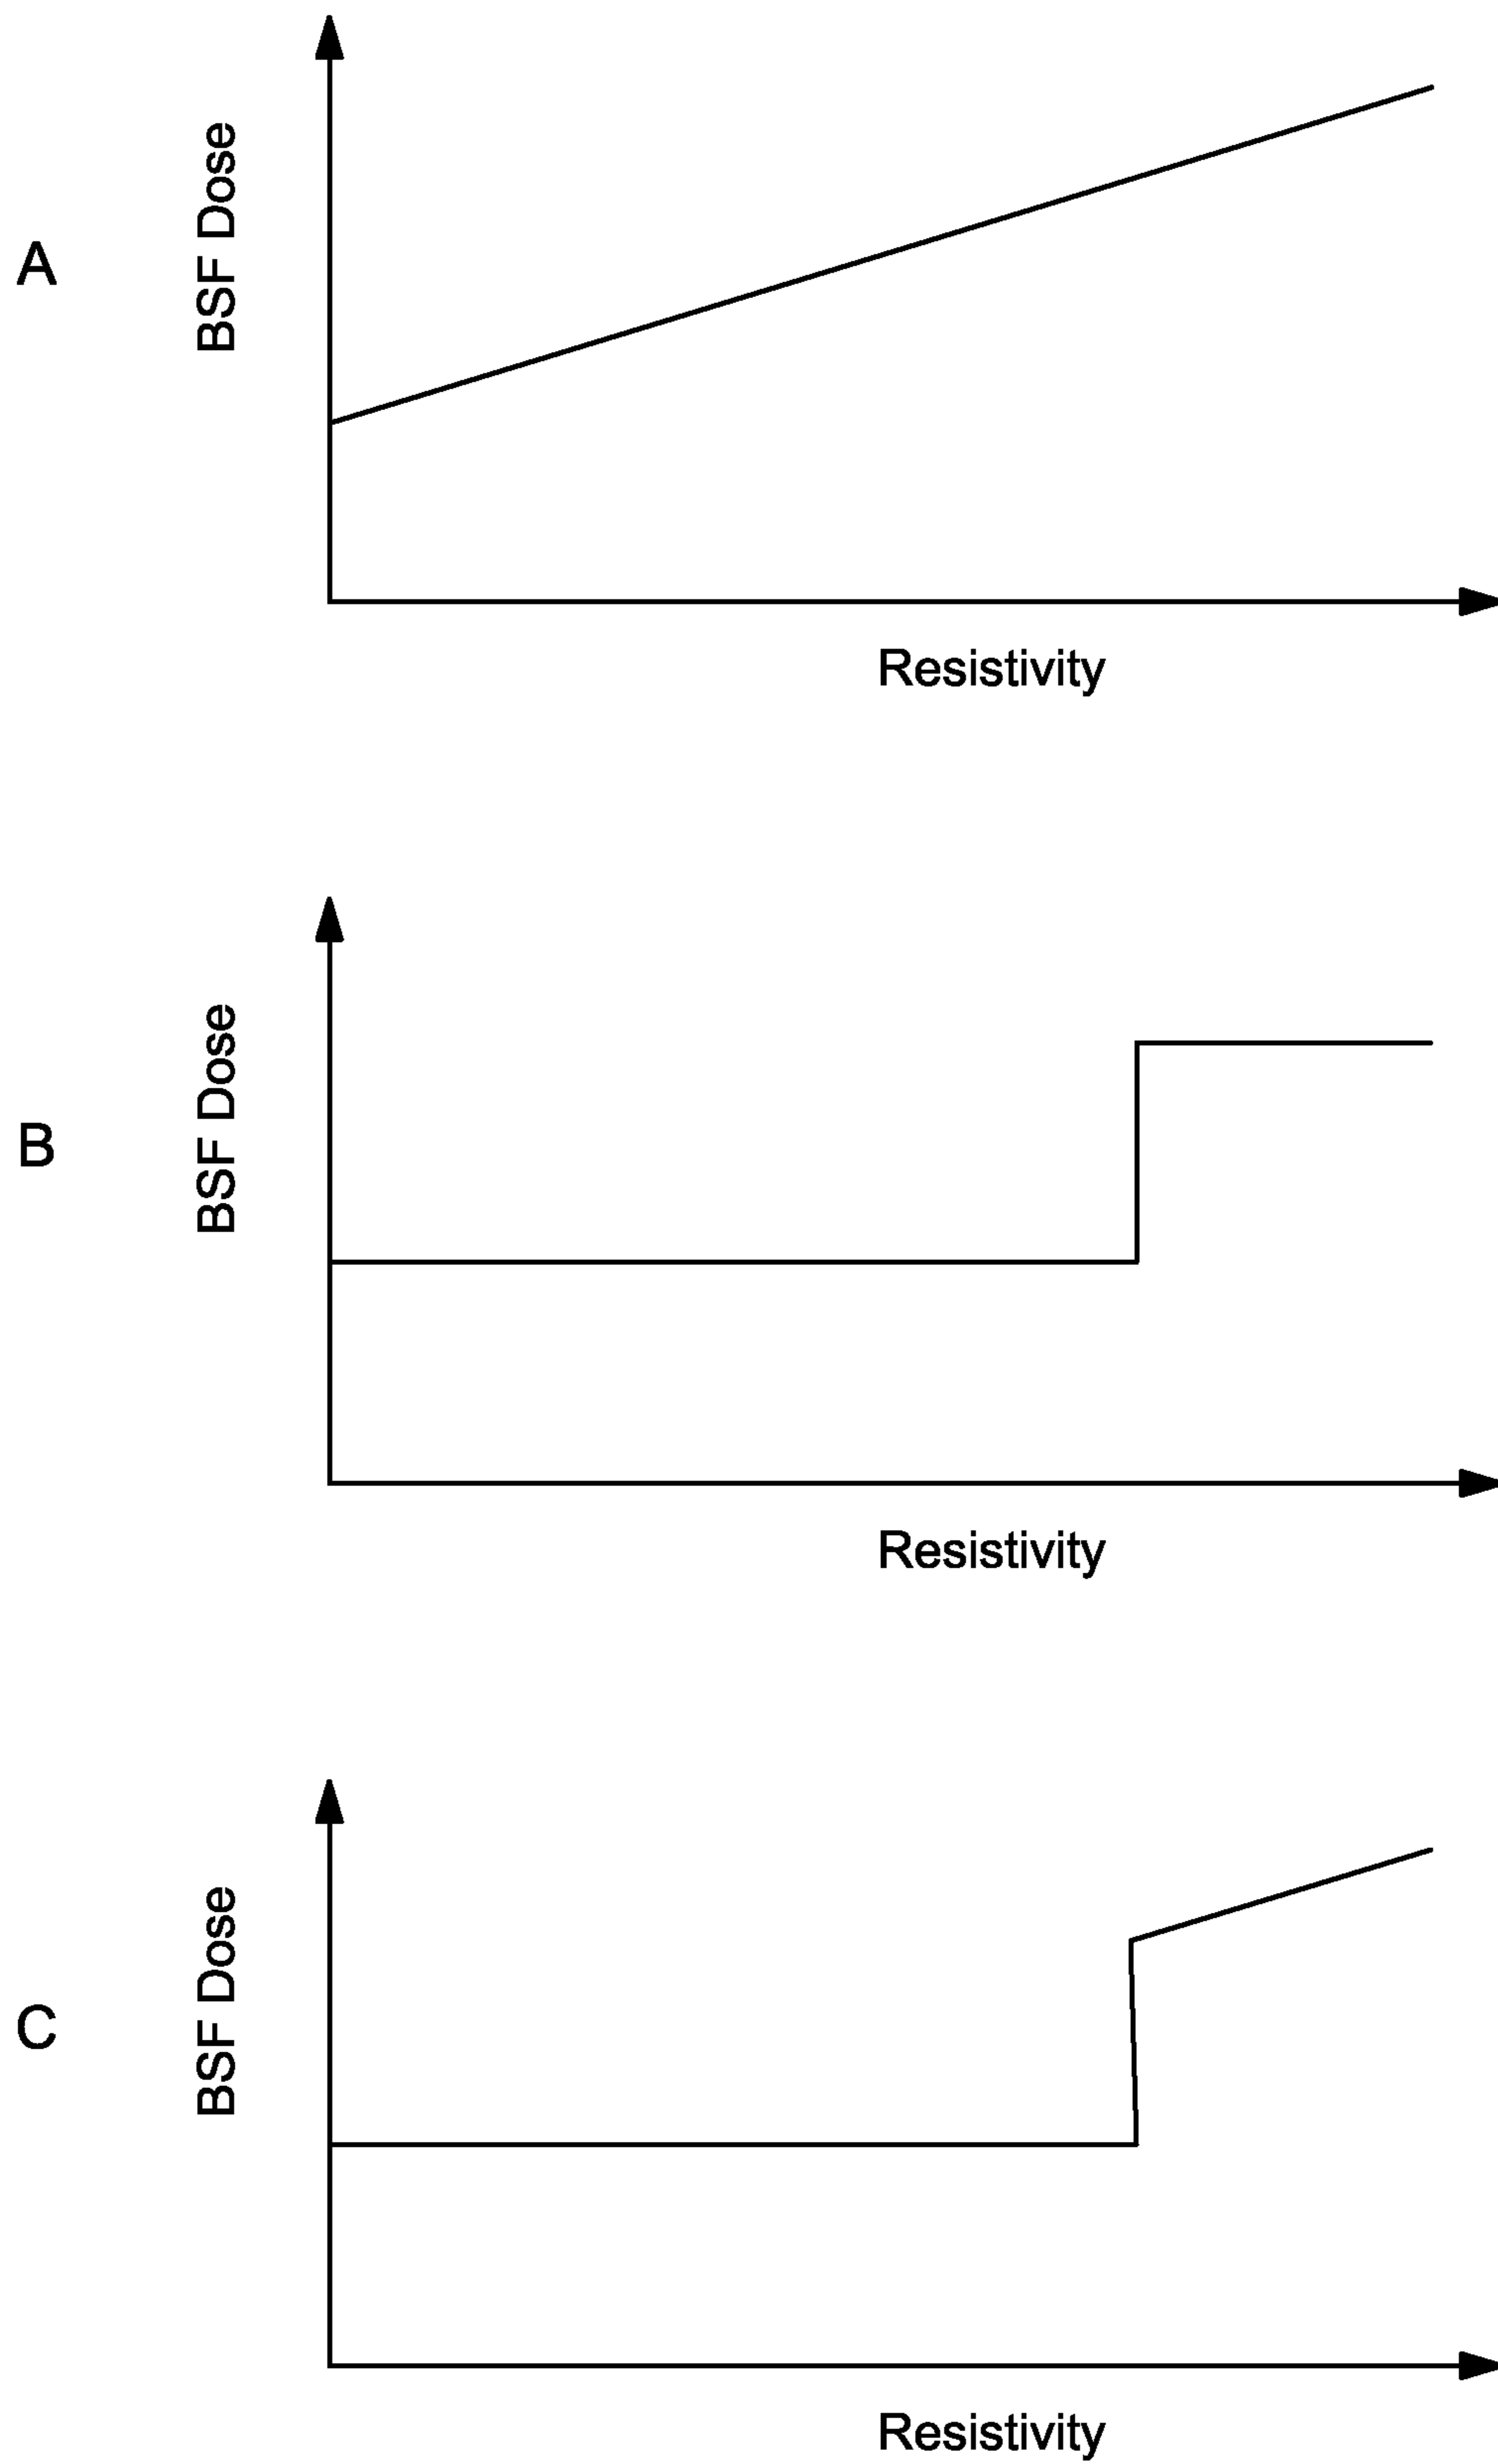 A
BSF Dose
Resistivity
B
BSF Dose
Resistivity
C
BSF Dose
Resistivity